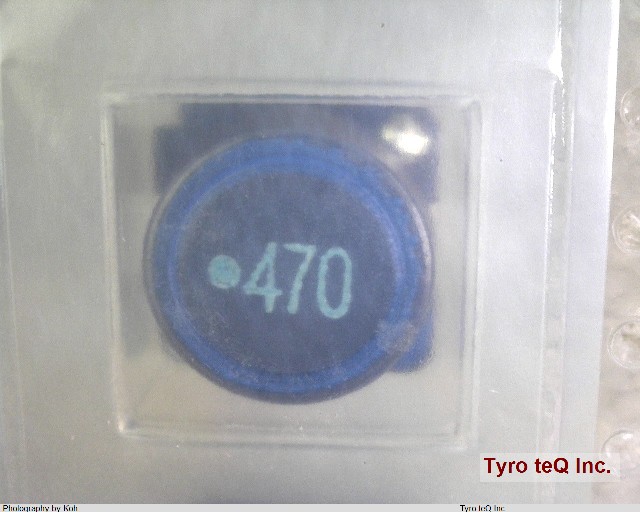 470
Tyro teQ Inc.
Photography by Koh
Tyro teQ Inc